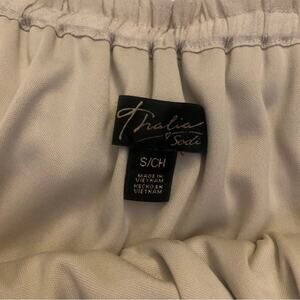 Thalia
Sodi
S/CH
MADE IN
VIETNAM
HECHO EN
VIETNAM